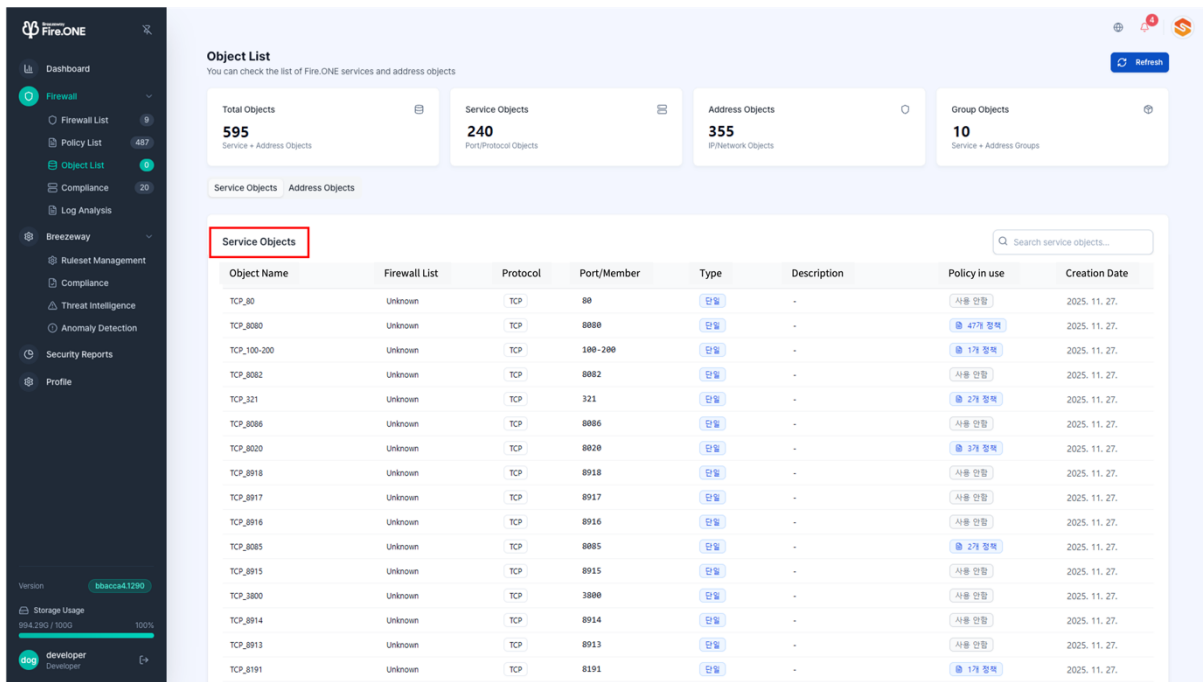 Breezeway
Fire.ONE
Dashboard
Firewall
Firewall List 9
Policy List 487
Object List 0
Compliance 20
Log Analysis
Breezeway
Ruleset Management
Compliance
Threat Intelligence
Anomaly Detection
Security Reports
Profile
Version bbacca4.1290
Storage Usage
994.29G / 100G 100%
dog developer
Developer
4
Object List
You can check the list of Fire.ONE services and address objects
Refresh
Total Objects
595
Service + Address Objects
Service Objects
240
Port/Protocol Objects
Address Objects
355
IP/Network Objects
Group Objects
10
Service + Address Groups
Service Objects Address Objects
Service Objects
Search service objects...
Object Name Firewall List Protocol Port/Member Type Description Policy in use Creation Date
TCP_80 Unknown TCP 80 단일 - 사용 안함 2025. 11. 27.
TCP_8080 Unknown TCP 8080 단일 - 47개 정책 2025. 11. 27.
TCP_100-200 Unknown TCP 100-200 단일 - 1개 정책 2025. 11. 27.
TCP_8082 Unknown TCP 8082 단일 - 사용 안함 2025. 11. 27.
TCP_321 Unknown TCP 321 단일 - 2개 정책 2025. 11. 27.
TCP_8086 Unknown TCP 8086 단일 - 사용 안함 2025. 11. 27.
TCP_8020 Unknown TCP 8020 단일 - 3개 정책 2025. 11. 27.
TCP_8918 Unknown TCP 8918 단일 - 사용 안함 2025. 11. 27.
TCP_8917 Unknown TCP 8917 단일 - 사용 안함 2025. 11. 27.
TCP_8916 Unknown TCP 8916 단일 - 사용 안함 2025. 11. 27.
TCP_8085 Unknown TCP 8085 단일 - 2개 정책 2025. 11. 27.
TCP_8915 Unknown TCP 8915 단일 - 사용 안함 2025. 11. 27.
TCP_3800 Unknown TCP 3800 단일 - 사용 안함 2025. 11. 27.
TCP_8914 Unknown TCP 8914 단일 - 사용 안함 2025. 11. 27.
TCP_8913 Unknown TCP 8913 단일 - 사용 안함 2025. 11. 27.
TCP_8191 Unknown TCP 8191 단일 - 1개 정책 2025. 11. 27.